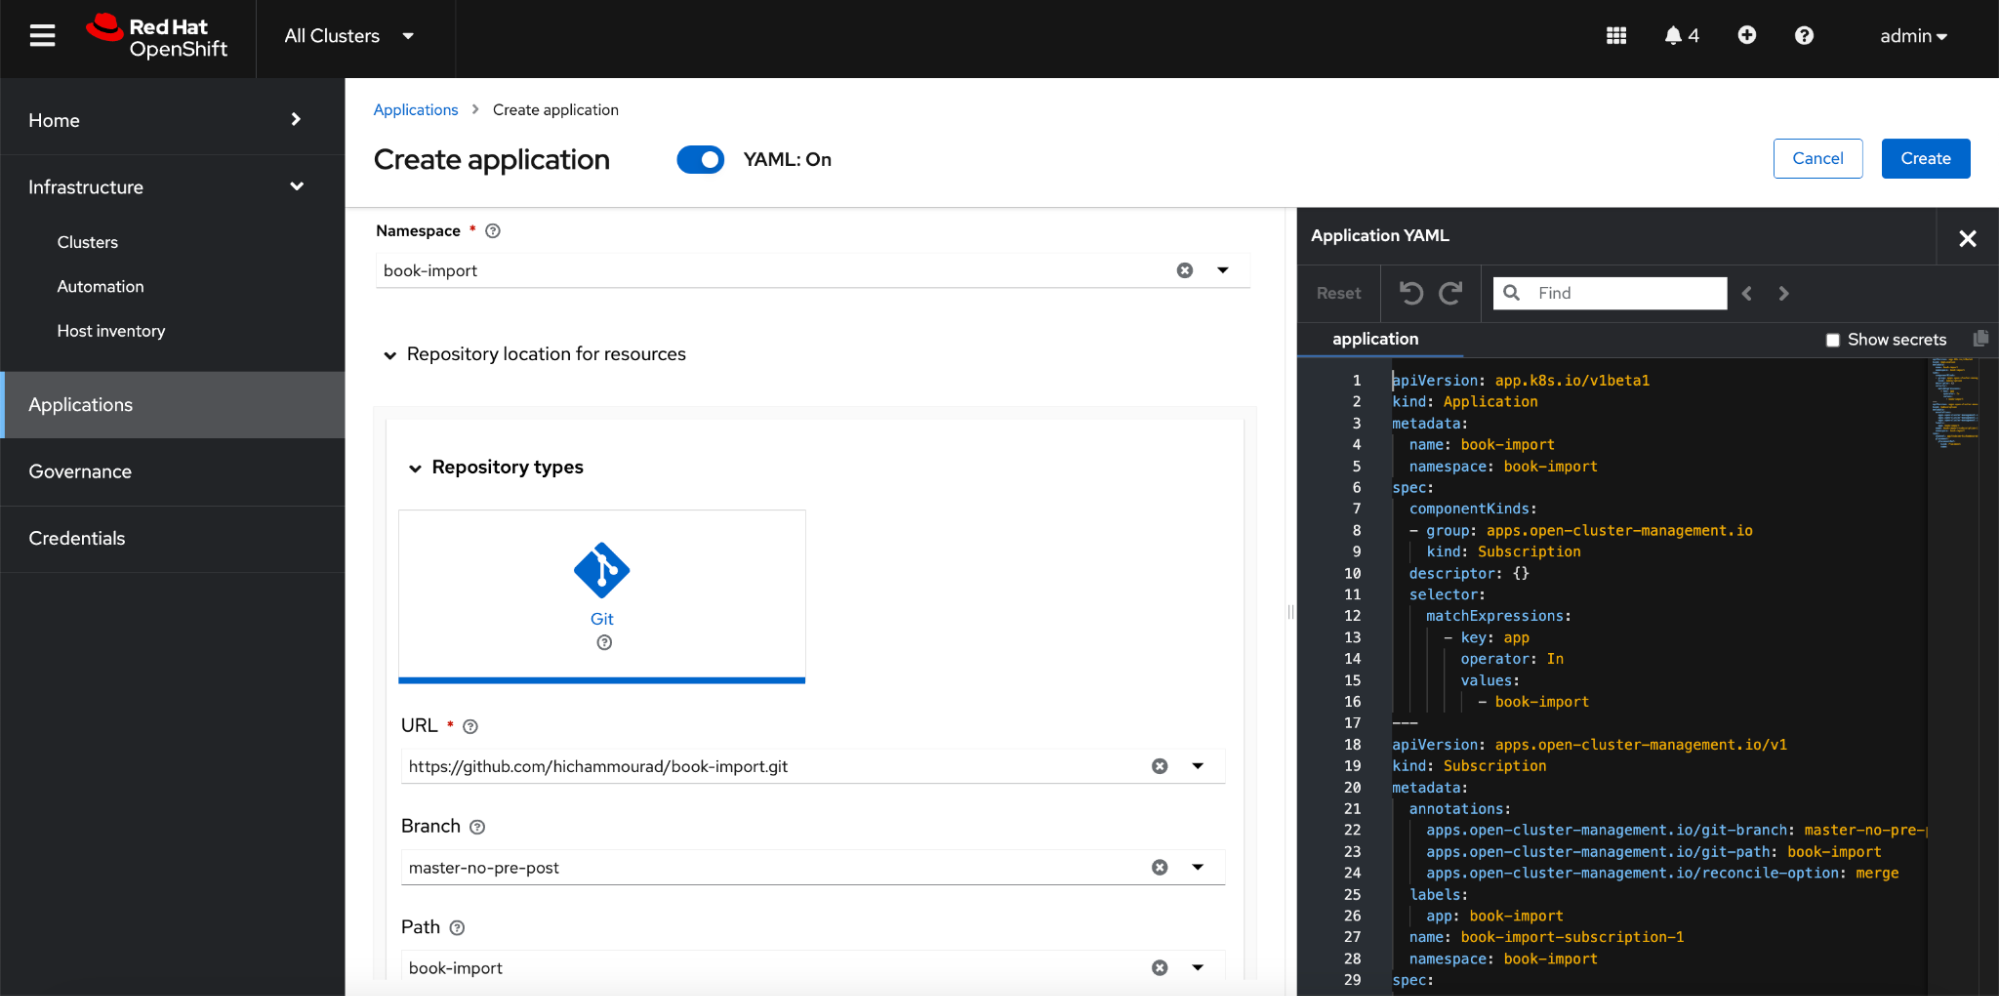 Red Hat
OpenShift
All Clusters
4
admin
Home
Infrastructure
Clusters
Automation
Host inventory
Applications
Governance
Credentials
Applications > Create application
Create application
YAML: On
Cancel
Create
Namespace *
book-import
Repository location for resources
Repository types
Git
URL *
https://github.com/hichammourad/book-import.git
Branch
master-no-pre-post
Path
book-import
Application YAML
Reset
Find
application
Show secrets
1 apiVersion: app.k8s.io/v1beta1
2 kind: Application
3 metadata:
4   name: book-import
5   namespace: book-import
6 spec:
7   componentKinds:
8   - group: apps.open-cluster-management.io
9     kind: Subscription
10   descriptor: {}
11   selector:
12     matchExpressions:
13       - key: app
14         operator: In
15         values:
16           - book-import
17 ---
18 apiVersion: apps.open-cluster-management.io/v1
19 kind: Subscription
20 metadata:
21   annotations:
22     apps.open-cluster-management.io/git-branch: master-no-pre-
23     apps.open-cluster-management.io/git-path: book-import
24     apps.open-cluster-management.io/reconcile-option: merge
25   labels:
26     app: book-import
27   name: book-import-subscription-1
28   namespace: book-import
29 spec: